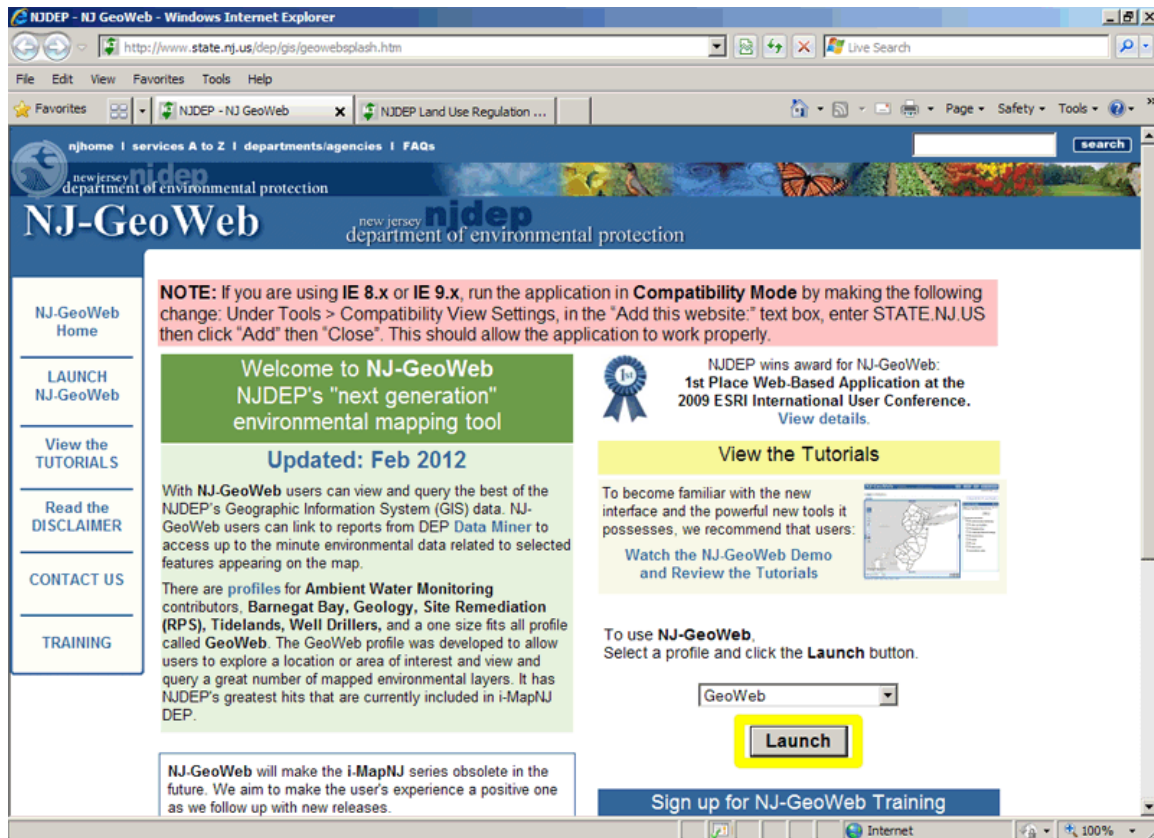 NJDEP - NJ GeoWeb - Windows Internet Explorer
http://www.state.nj.us/dep/gis/geowebsplash.htm
Live Search
File Edit View Favorites Tools Help
Favorites
NJDEP - NJ GeoWeb
NJDEP Land Use Regulation ...
Page
Safety
Tools
njhome | services A to Z | departments/agencies | FAQs
search
new jersey njdep
department of environmental protection
NJ-GeoWeb
new jersey njdep
department of environmental protection
NJ-GeoWeb
Home
LAUNCH
NJ-GeoWeb
View the
TUTORIALS
Read the
DISCLAIMER
CONTACT US
TRAINING
NOTE: If you are using IE 8.x or IE 9.x, run the application in Compatibility Mode by making the following
change: Under Tools > Compatibility View Settings, in the “Add this website:” text box, enter STATE.NJ.US
then click “Add” then “Close”. This should allow the application to work properly.
Welcome to NJ-GeoWeb
NJDEP's "next generation"
environmental mapping tool
Updated: Feb 2012
With NJ-GeoWeb users can view and query the best of the
NJDEP's Geographic Information System (GIS) data. NJ-
GeoWeb users can link to reports from DEP Data Miner to
access up to the minute environmental data related to selected
features appearing on the map.
There are profiles for Ambient Water Monitoring
contributors, Barnegat Bay, Geology, Site Remediation
(RPS), Tidelands, Well Drillers, and a one size fits all profile
called GeoWeb. The GeoWeb profile was developed to allow
users to explore a location or area of interest and view and
query a great number of mapped environmental layers. It has
NJDEP's greatest hits that are currently included in i-MapNJ
DEP.
NJ-GeoWeb will make the i-MapNJ series obsolete in the
future. We aim to make the user's experience a positive one
as we follow up with new releases.
1st
NJDEP wins award for NJ-GeoWeb:
1st Place Web-Based Application at the
2009 ESRI International User Conference.
View details.
View the Tutorials
To become familiar with the new
interface and the powerful new tools it
possesses, we recommend that users:
Watch the NJ-GeoWeb Demo
and Review the Tutorials
To use NJ-GeoWeb,
Select a profile and click the Launch button.
GeoWeb
Launch
Sign up for NJ-GeoWeb Training
Internet
100%